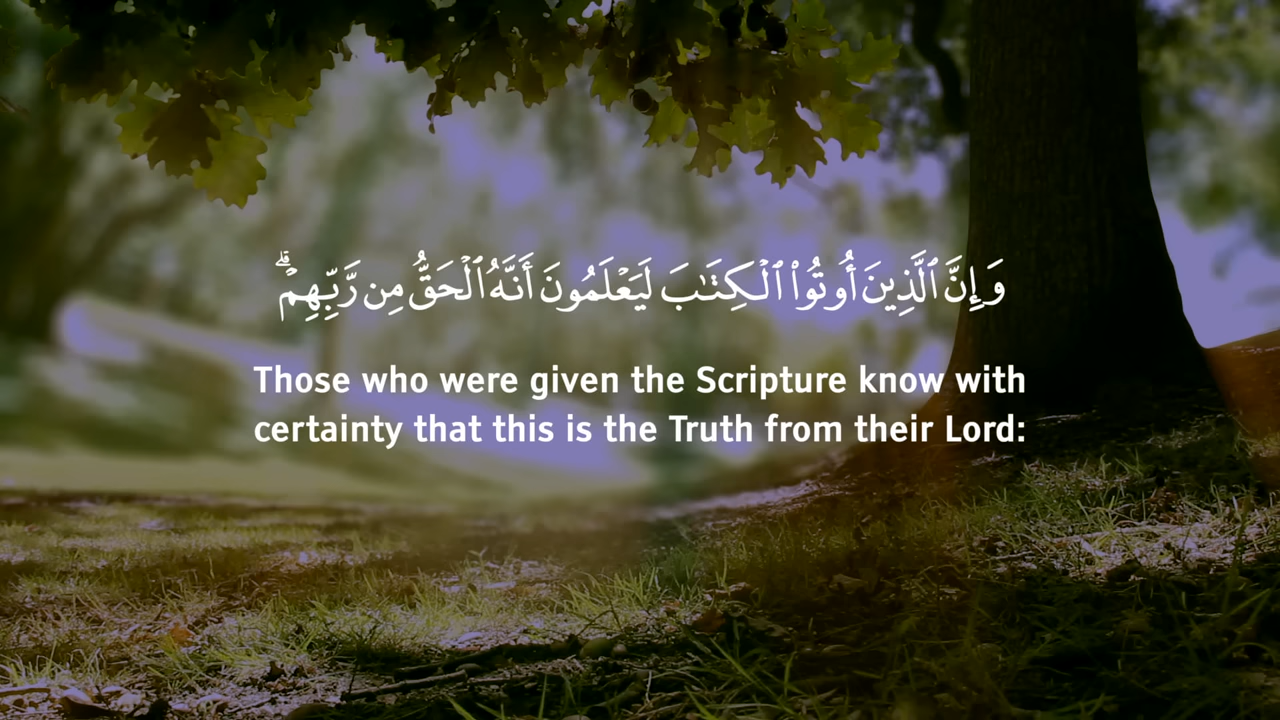 وَإِنَّ ٱلَّذِينَ أُوتُوا۟ ٱلْكِتَـٰبَ لَيَعْلَمُونَ أَنَّهُ ٱلْحَقُّ مِن رَّبِّهِمْ ۗ
Those who were given the Scripture know with
certainty that this is the Truth from their Lord: